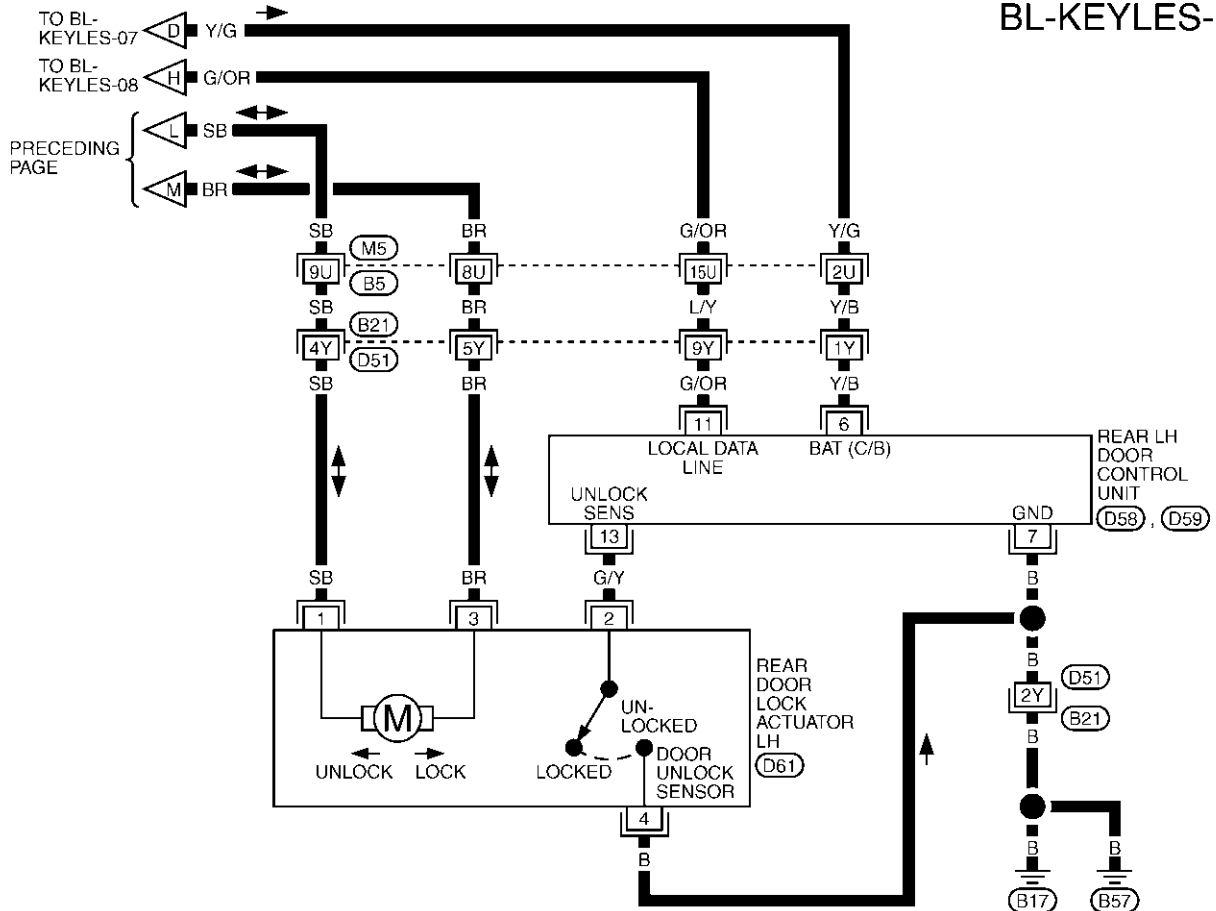 BL-KEYLES-
TO BL-
KEYLES-07
D
Y/G
TO BL-
KEYLES-08
H
G/OR
PRECEDING
PAGE
L
SB
M
BR
SB
BR
G/OR
Y/G
M5
9U
8U
15U
2U
B5
SB
BR
L/Y
Y/B
B21
4Y
5Y
9Y
1Y
D51
SB
BR
G/OR
Y/B
11
6
LOCAL DATA
LINE
BAT (C/B)
REAR LH
DOOR
CONTROL
UNIT
D58 , D59
UNLOCK
SENS
GND
13
7
SB
BR
G/Y
B
1
3
2
B
D51
2Y
B21
B
M
UNLOCK
LOCK
UN-
LOCKED
LOCKED
DOOR
UNLOCK
SENSOR
REAR
DOOR
LOCK
ACTUATOR
LH
D61
4
B
B
B
B17
B57